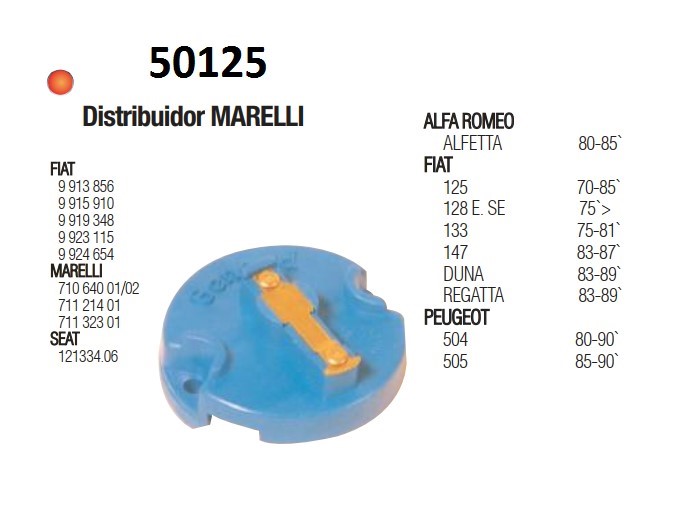 50125
Distribuidor MARELLI
FIAT
9 913 856
9 915 910
9 919 348
9 923 115
9 924 654
MARELLI
710 640 01/02
711 214 01
711 323 01
SEAT
121334.06
ALFA ROMEO
ALFETTA 80-85`
FIAT
125 70-85`
128 E. SE 75`>
133 75-81`
147 83-87`
DUNA 83-89`
REGATTA 83-89`
PEUGEOT
504 80-90`
505 85-90`